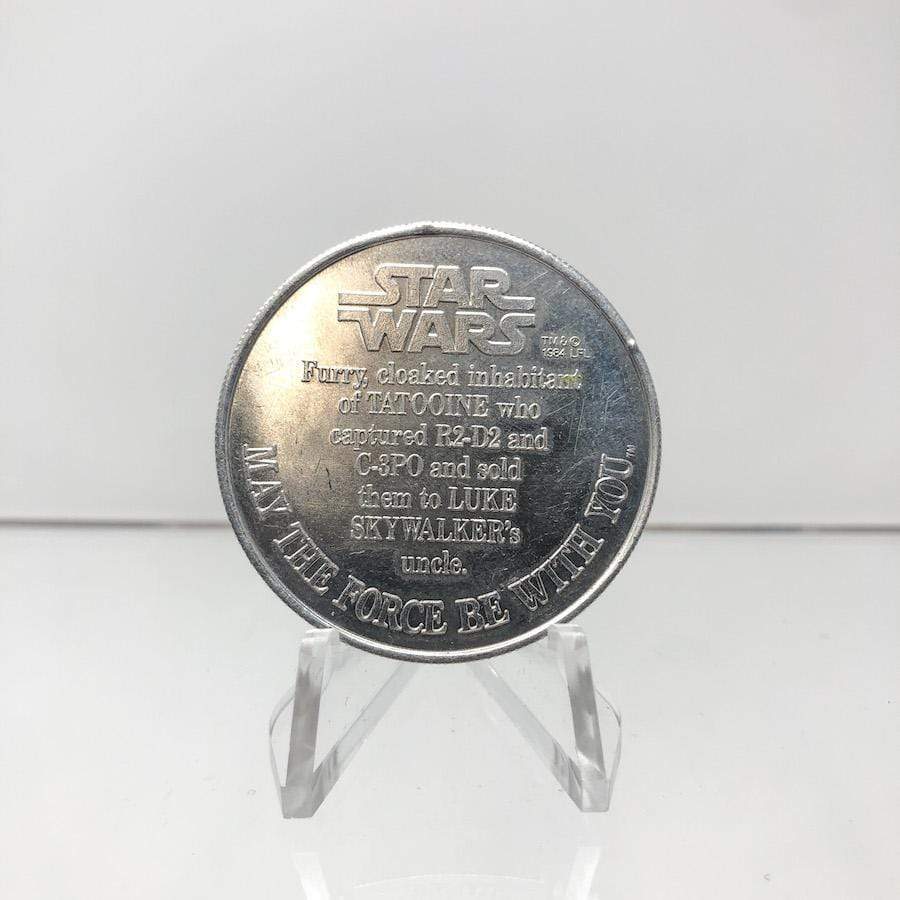 STAR
WARS
TM & ©
1984 LFL
Furry, cloaked inhabitant
of TATOOINE who
captured R2-D2 and
C-3PO and sold
them to LUKE
SKYWALKER's
uncle.
MAY THE FORCE BE WITH YOU™